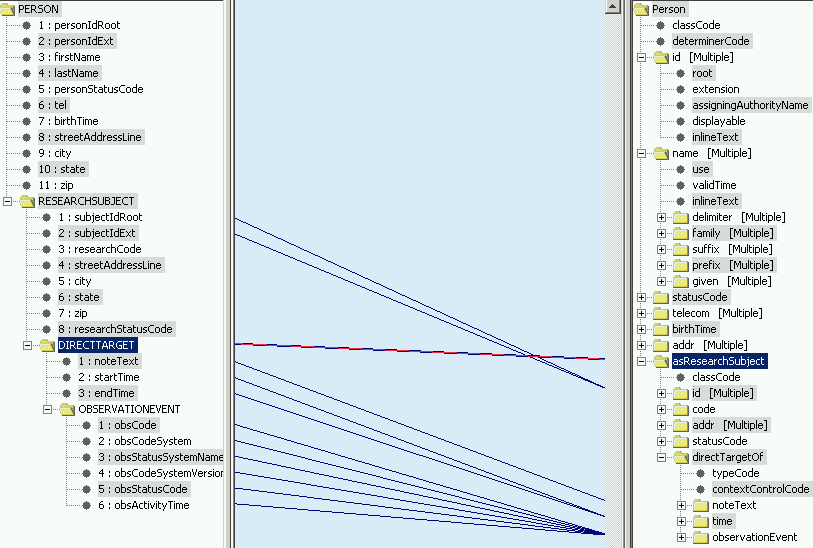 PERSON
1 : personIdRoot
2 : personIdExt
3 : firstName
4 : lastName
5 : personStatusCode
6 : tel
7 : birthTime
8 : streetAddressLine
9 : city
10 : state
11 : zip
RESEARCHSUBJECT
1 : subjectIdRoot
2 : subjectIdExt
3 : researchCode
4 : streetAddressLine
5 : city
6 : state
7 : zip
8 : researchStatusCode
DIRECTTARGET
1 : noteText
2 : startTime
3 : endTime
OBSERVATIONEVENT
1 : obsCode
2 : obsCodeSystem
3 : obsStatusSystemName
4 : obsCodeSystemVersion
5 : obsStatusCode
6 : obsActivityTime
Person
classCode
determinerCode
id [Multiple]
root
extension
assigningAuthorityName
displayable
inlineText
name [Multiple]
use
validTime
inlineText
delimiter [Multiple]
family [Multiple]
suffix [Multiple]
prefix [Multiple]
given [Multiple]
statusCode
telecom [Multiple]
birthTime
addr [Multiple]
asResearchSubject
classCode
id [Multiple]
code
addr [Multiple]
statusCode
directTargetOf
typeCode
contextControlCode
noteText
time
observationEvent